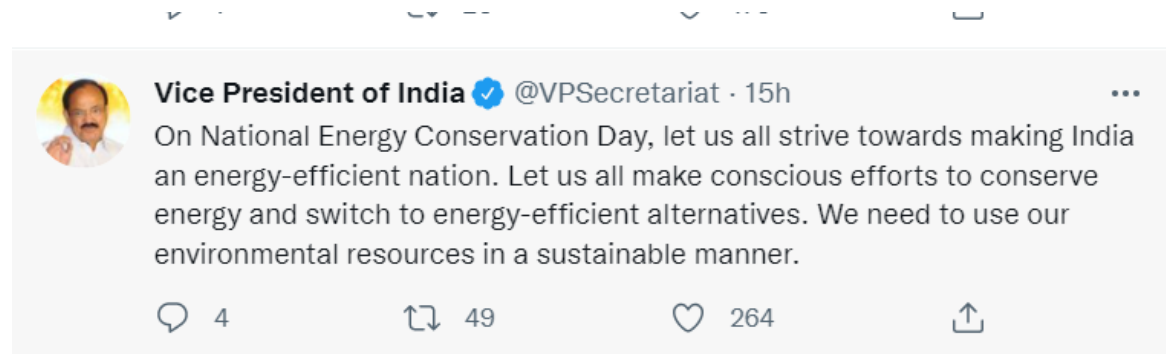 Vice President of India @VPSecretariat · 15h
On National Energy Conservation Day, let us all strive towards making India
an energy-efficient nation. Let us all make conscious efforts to conserve
energy and switch to energy-efficient alternatives. We need to use our
environmental resources in a sustainable manner.
4 49 264